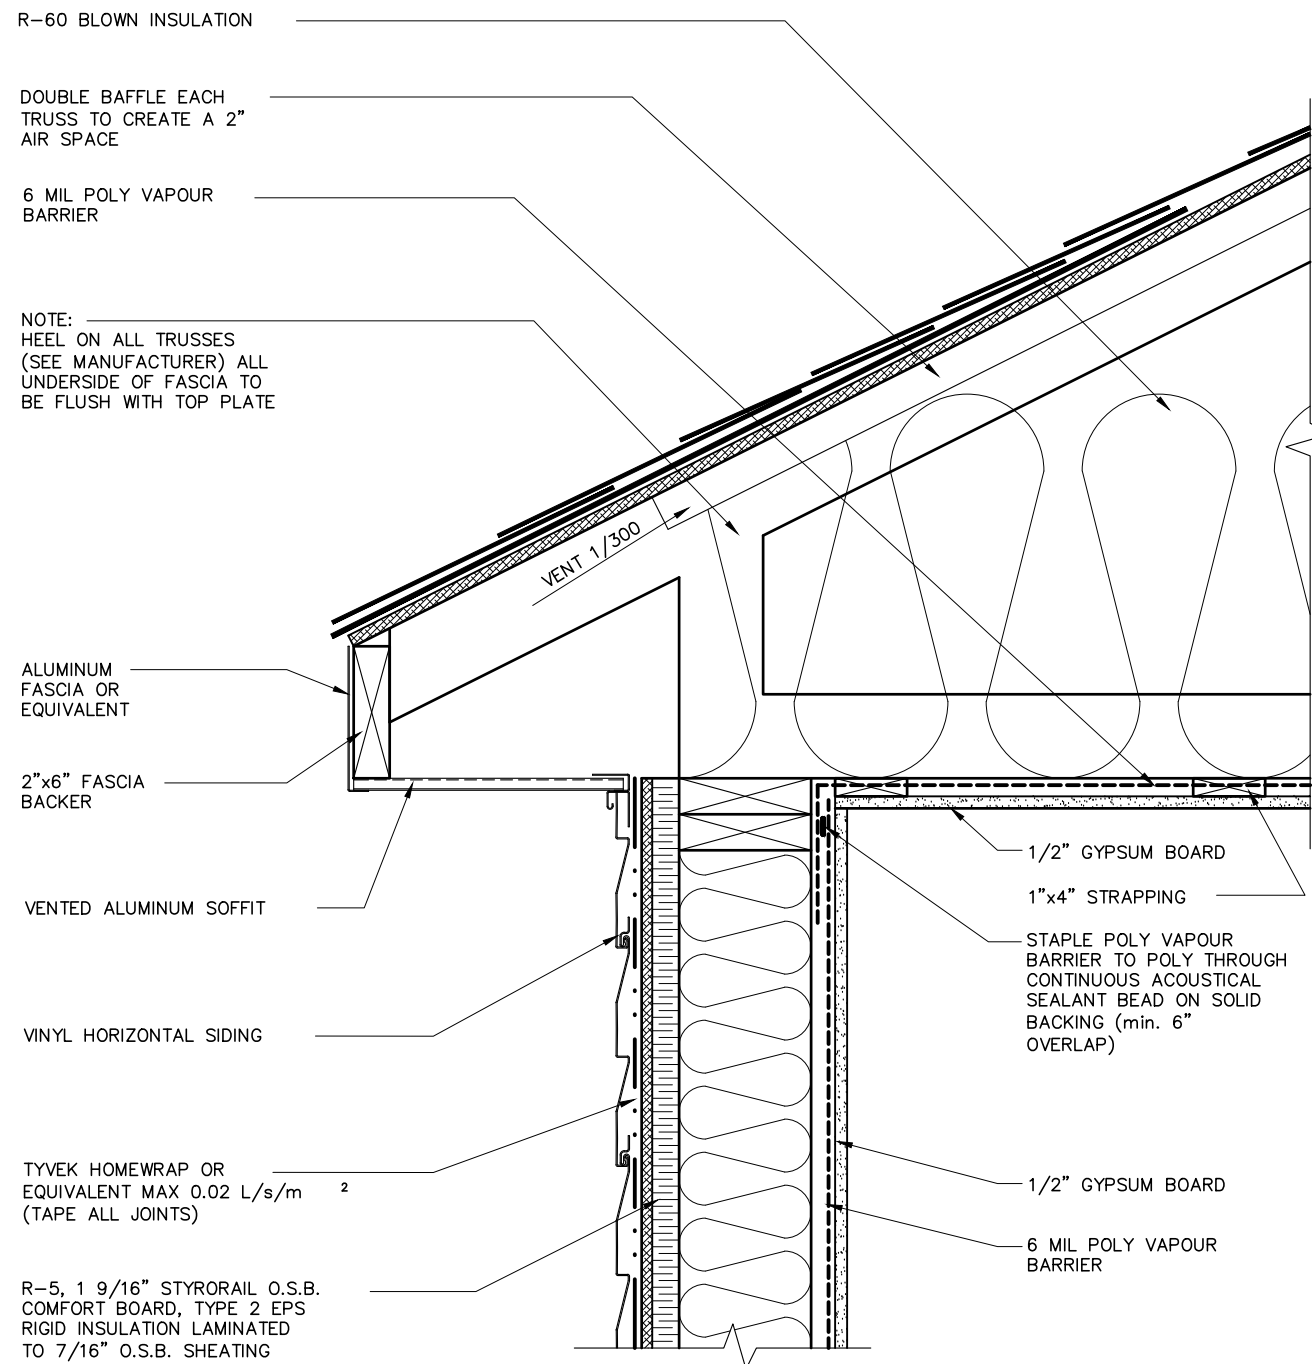 R-60 BLOWN INSULATION
DOUBLE BAFFLE EACH
TRUSS TO CREATE A 2"
AIR SPACE
6 MIL POLY VAPOUR
BARRIER
NOTE:
HEEL ON ALL TRUSSES
(SEE MANUFACTURER) ALL
UNDERSIDE OF FASCIA TO
BE FLUSH WITH TOP PLATE
VENT 1/300
ALUMINUM
FASCIA OR
EQUIVALENT
2"x6" FASCIA
BACKER
VENTED ALUMINUM SOFFIT
VINYL HORIZONTAL SIDING
TYVEK HOMEWRAP OR
EQUIVALENT MAX 0.02 L/s/m 2
(TAPE ALL JOINTS)
R-5, 1 9/16" STYRORAIL O.S.B.
COMFORT BOARD, TYPE 2 EPS
RIGID INSULATION LAMINATED
TO 7/16" O.S.B. SHEATING
1/2" GYPSUM BOARD
1"x4" STRAPPING
STAPLE POLY VAPOUR
BARRIER TO POLY THROUGH
CONTINUOUS ACOUSTICAL
SEALANT BEAD ON SOLID
BACKING (min. 6"
OVERLAP)
1/2" GYPSUM BOARD
6 MIL POLY VAPOUR
BARRIER